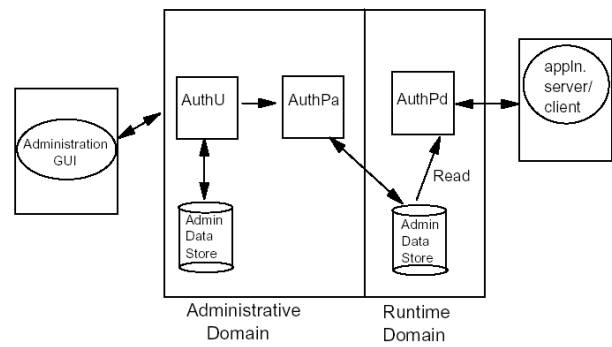 AuthU
AuthPa
AuthPd
appln.
server/
client
Administration
GUI
Read
Admin
Data
Store
Admin
Data
Store
Administrative
Domain
Runtime
Domain